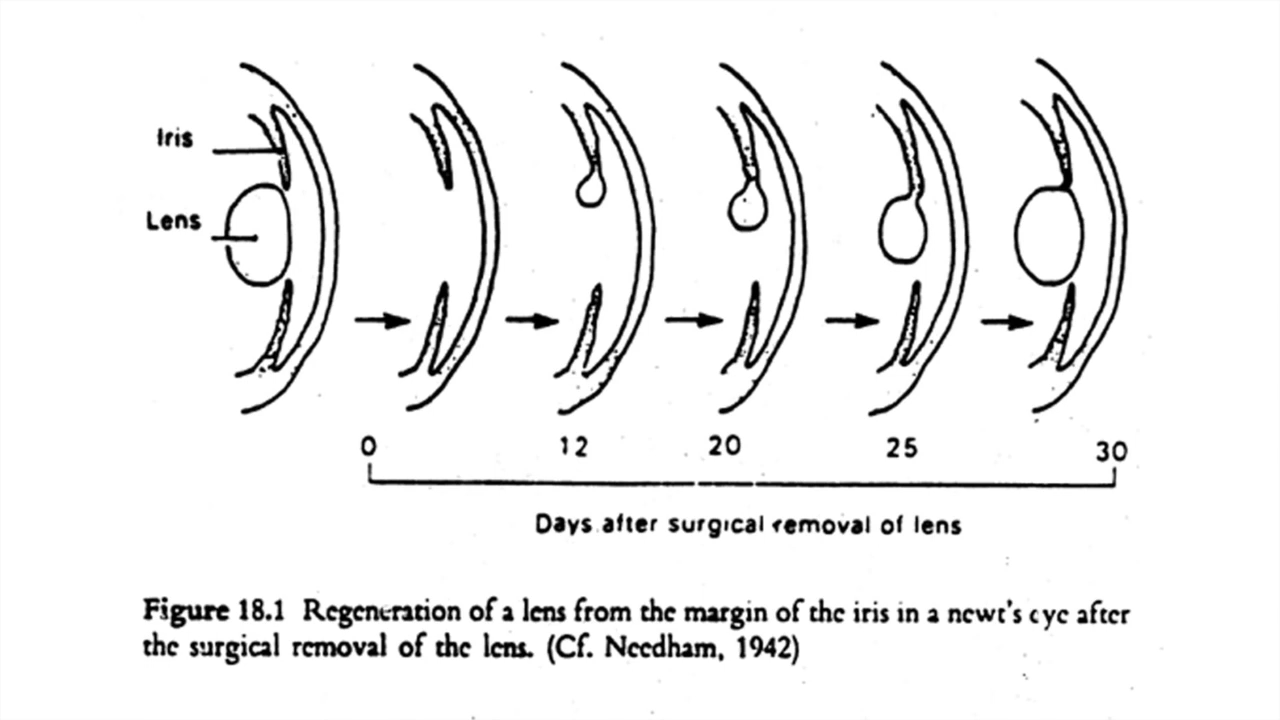 Iris
Lens
0 12 20 25 30
Days after surgical removal of lens
Figure 18.1 Regeneration of a lens from the margin of the iris in a newt's eye after
the surgical removal of the lens. (Cf. Needham, 1942)